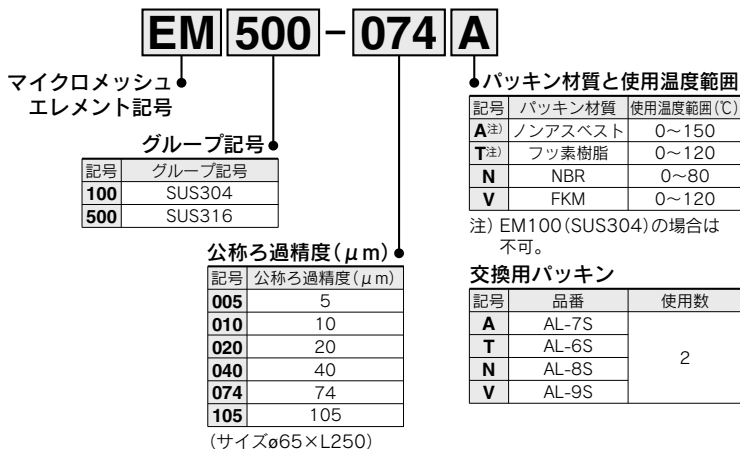 EM 500 - 074 A
マイクロメッシュ
エレメント記号
グループ記号
記号 グループ記号
100 SUS304
500 SUS316
公称ろ過精度(μm)
記号 公称ろ過精度(μm)
005 5
010 10
020 20
040 40
074 74
105 105
(サイズø65×L250)
パッキン材質と使用温度範囲
記号 パッキン材質 使用温度範囲(℃)
A注) ノンアスベスト 0～150
T注) フッ素樹脂 0～120
N NBR 0～80
V FKM 0～120
注) EM100(SUS304)の場合は
不可。
交換用パッキン
記号 品番 使用数
A AL-7S 2
T AL-6S
N AL-8S
V AL-9S